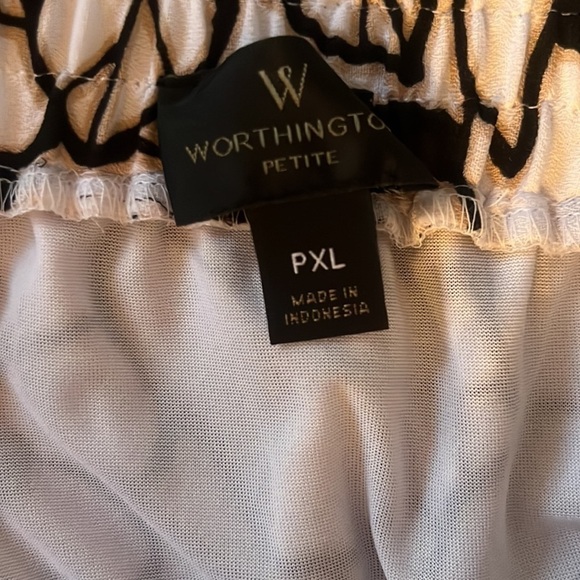 W
WORTHINGTO
PETITE
PXL
MADE IN
INDONESIA